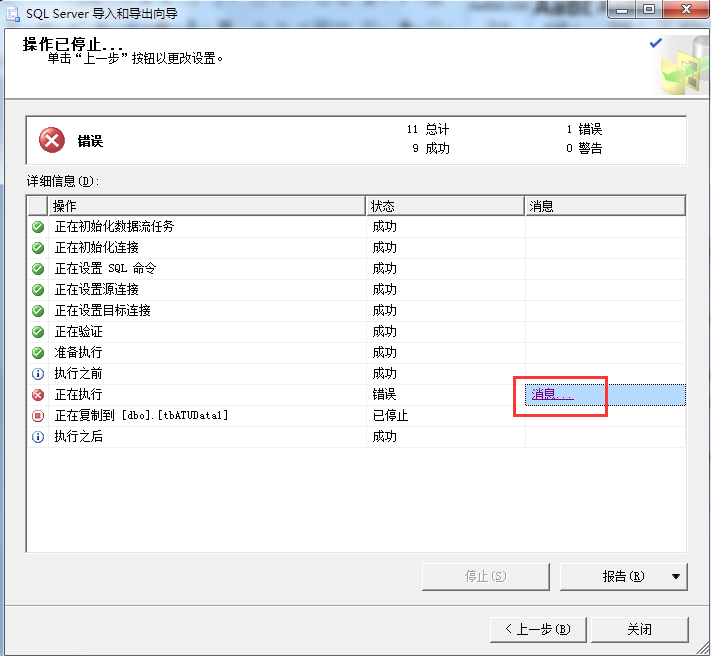 SQL Server 导入和导出向导
操作已停止...
单击“上一步”按钮以更改设置。
错误
11 总计
1 错误
9 成功
0 警告
详细信息(D):
操作 状态 消息
正在初始化数据流任务 成功
正在初始化连接 成功
正在设置 SQL 命令 成功
正在设置源连接 成功
正在设置目标连接 成功
正在验证 成功
准备执行 成功
执行之前 成功
正在执行 错误 消息...
正在复制到 [dbo].[tbATUData1] 已停止
执行之后 成功
停止(S) 报告(R)
< 上一步(B) 关闭